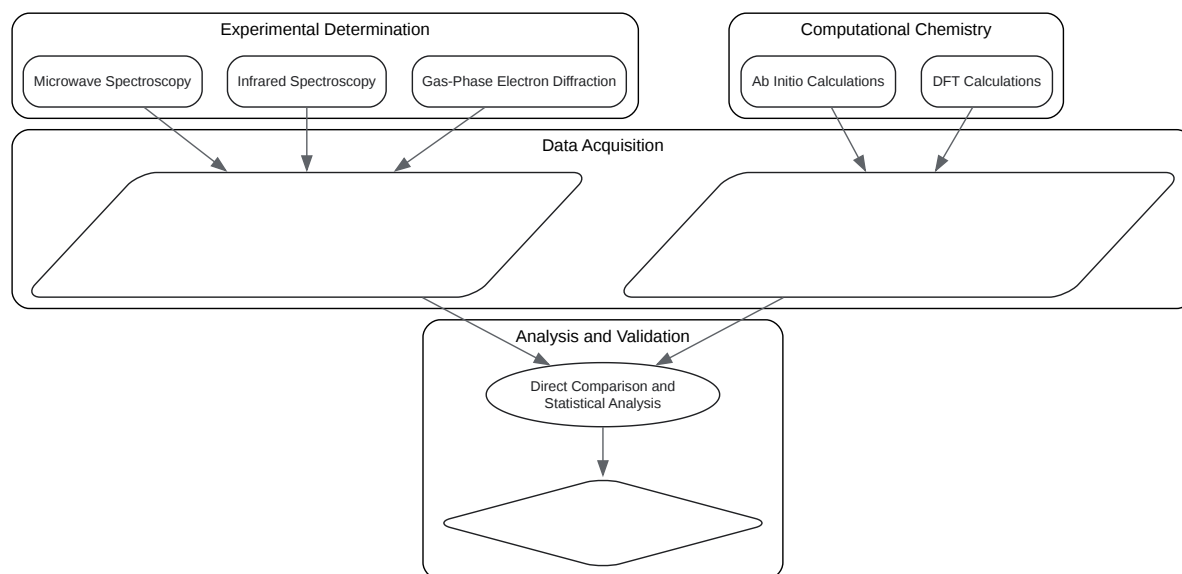 Experimental Determination
Computational Chemistry
Microwave Spectroscopy
Infrared Spectroscopy
Gas-Phase Electron Diffraction
Ab Initio Calculations
DFT Calculations
Data Acquisition
Analysis and Validation
Direct Comparison and
Statistical Analysis